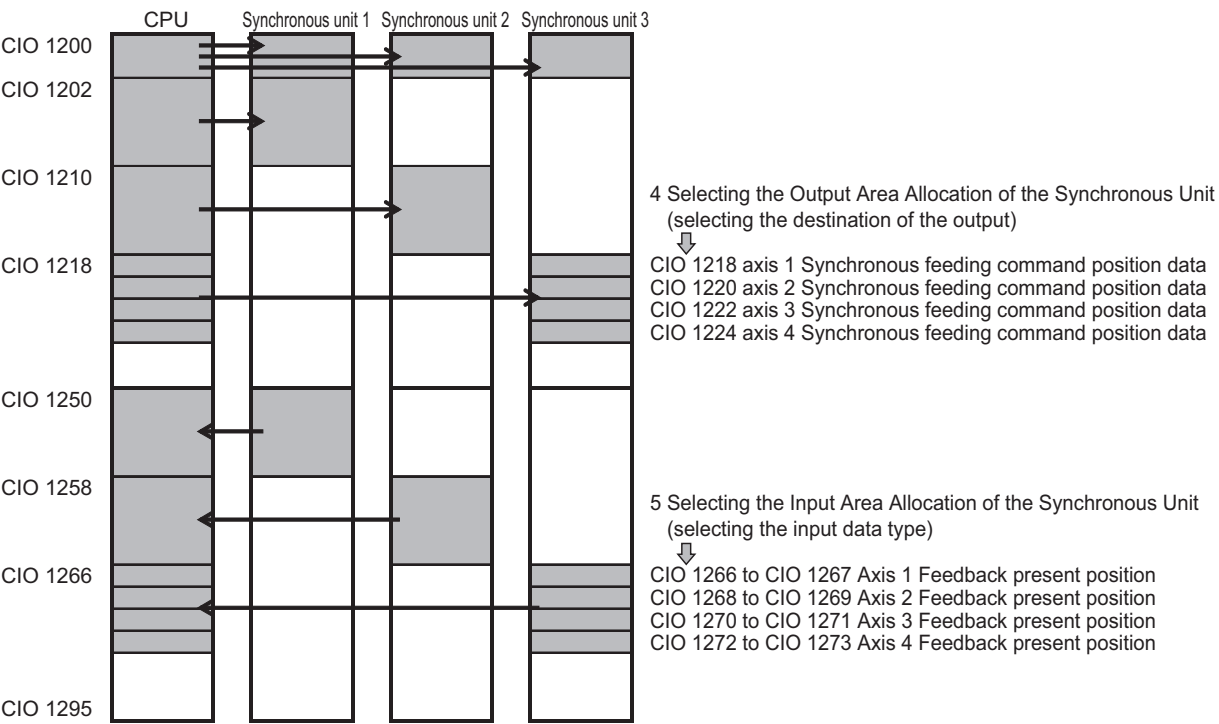 CPU
Synchronous unit 1
Synchronous unit 2
Synchronous unit 3
CIO 1200
CIO 1202
CIO 1210
CIO 1218
CIO 1250
CIO 1258
CIO 1266
CIO 1295
4 Selecting the Output Area Allocation of the Synchronous Unit
(selecting the destination of the output)
CIO 1218 axis 1 Synchronous feeding command position data
CIO 1220 axis 2 Synchronous feeding command position data
CIO 1222 axis 3 Synchronous feeding command position data
CIO 1224 axis 4 Synchronous feeding command position data
5 Selecting the Input Area Allocation of the Synchronous Unit
(selecting the input data type)
CIO 1266 to CIO 1267 Axis 1 Feedback present position
CIO 1268 to CIO 1269 Axis 2 Feedback present position
CIO 1270 to CIO 1271 Axis 3 Feedback present position
CIO 1272 to CIO 1273 Axis 4 Feedback present position